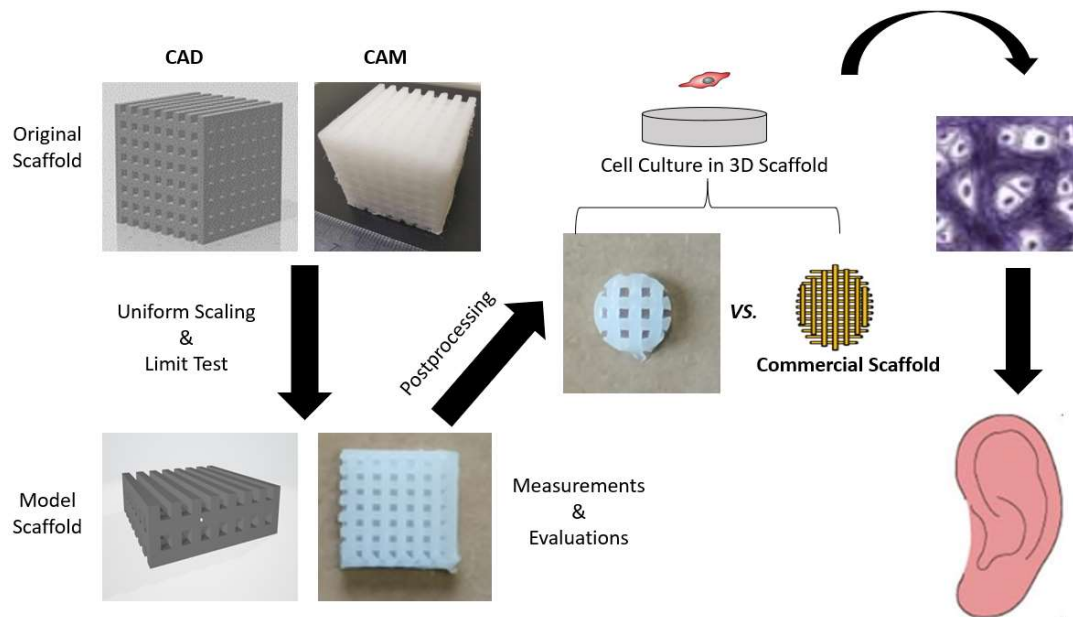 CAD
CAM
Original
Scaffold
Uniform Scaling
&
Limit Test
Postprocessing
Model
Scaffold
Measurements
&
Evaluations
Cell Culture in 3D Scaffold
VS.
Commercial Scaffold